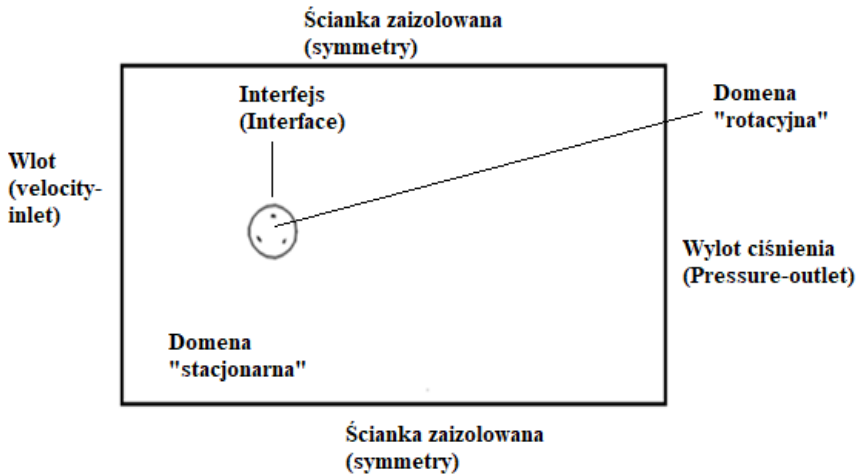 Ścianka zaizolowana
(symmetry)
Interfejs
(Interface)
Domena
"rotacyjna"
Wlot
(velocity-
inlet)
Wylot ciśnienia
(Pressure-outlet)
Domena
"stacjonarna"
Ścianka zaizolowana
(symmetry)